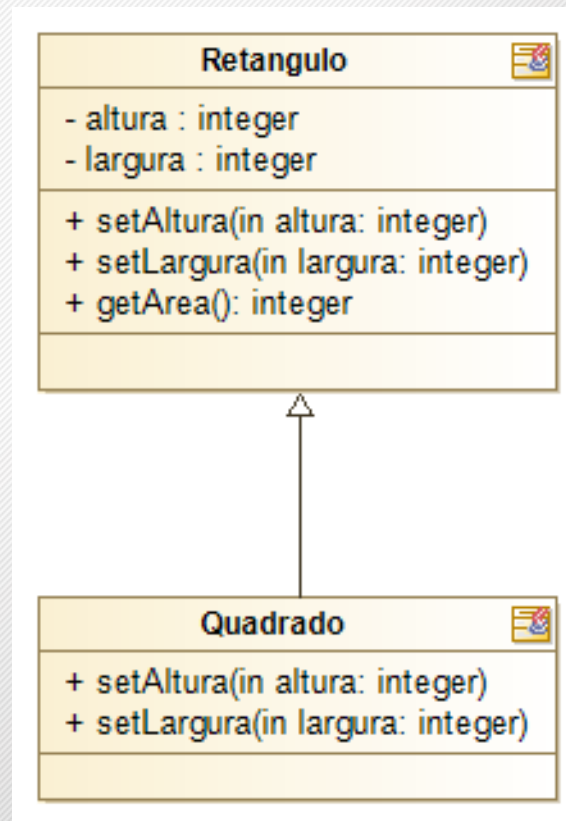 Retangulo
- altura : integer
- largura : integer
+ setAltura(in altura: integer)
+ setLargura(in largura: integer)
+ getArea(): integer
Quadrado
+ setAltura(in altura: integer)
+ setLargura(in largura: integer)